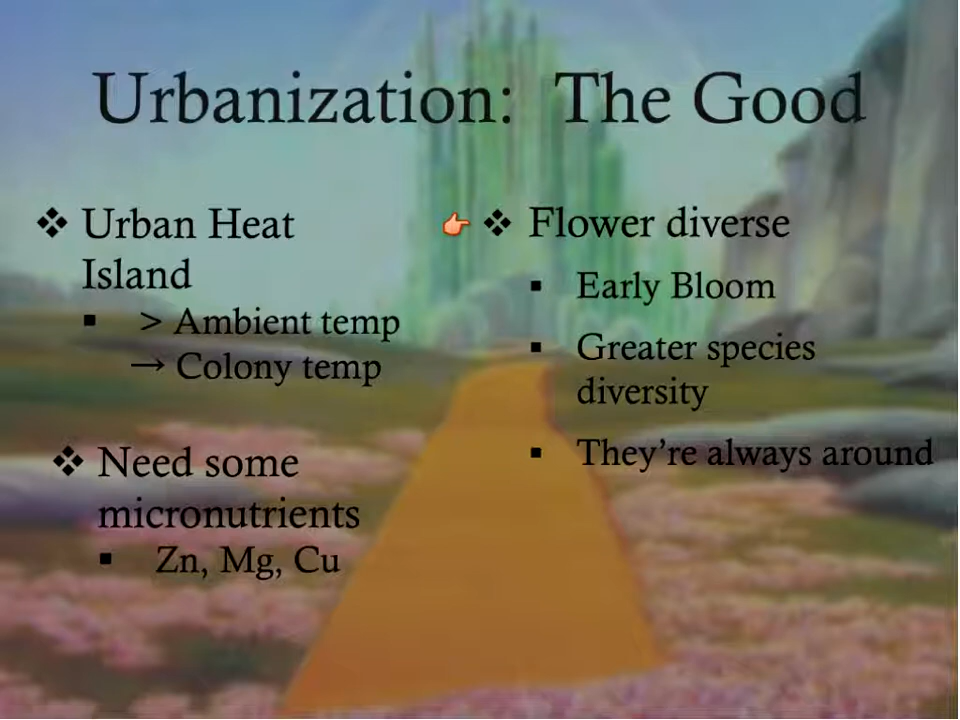 Urbanization: The Good
❖ Urban Heat
Island
▪ > Ambient temp
→ Colony temp
❖ Need some
micronutrients
▪ Zn, Mg, Cu
👉 ❖ Flower diverse
▪ Early Bloom
▪ Greater species
diversity
▪ They're always around